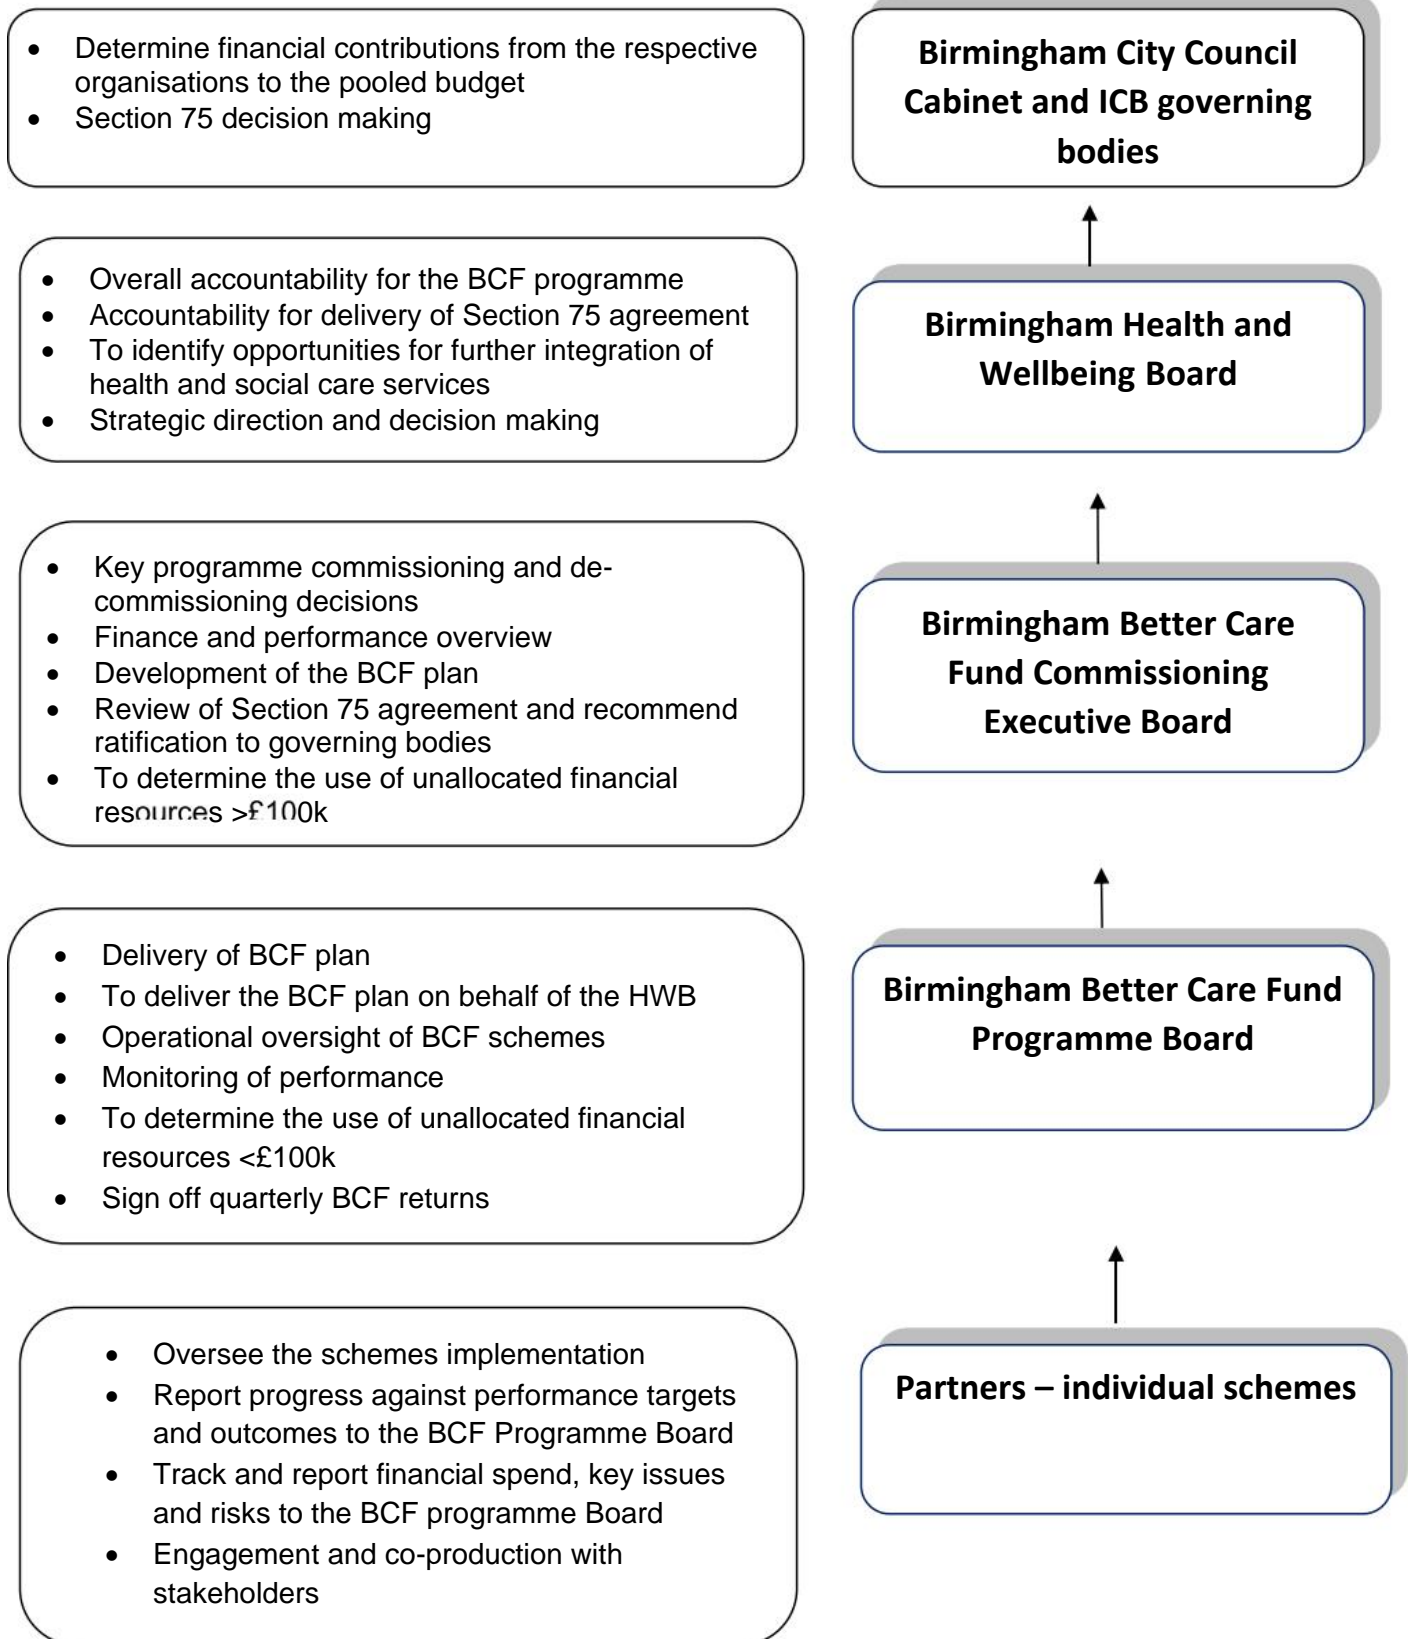 • Determine financial contributions from the respective
organisations to the pooled budget
• Section 75 decision making
Birmingham City Council
Cabinet and ICB governing
bodies
• Overall accountability for the BCF programme
• Accountability for delivery of Section 75 agreement
• To identify opportunities for further integration of
health and social care services
• Strategic direction and decision making
Birmingham Health and
Wellbeing Board
• Key programme commissioning and de-
commissioning decisions
• Finance and performance overview
• Development of the BCF plan
• Review of Section 75 agreement and recommend
ratification to governing bodies
• To determine the use of unallocated financial
resources >£100k
Birmingham Better Care
Fund Commissioning
Executive Board
• Delivery of BCF plan
• To deliver the BCF plan on behalf of the HWB
• Operational oversight of BCF schemes
• Monitoring of performance
• To determine the use of unallocated financial
resources <£100k
• Sign off quarterly BCF returns
Birmingham Better Care Fund
Programme Board
• Oversee the schemes implementation
• Report progress against performance targets
and outcomes to the BCF Programme Board
• Track and report financial spend, key issues
and risks to the BCF programme Board
• Engagement and co-production with
stakeholders
Partners – individual schemes